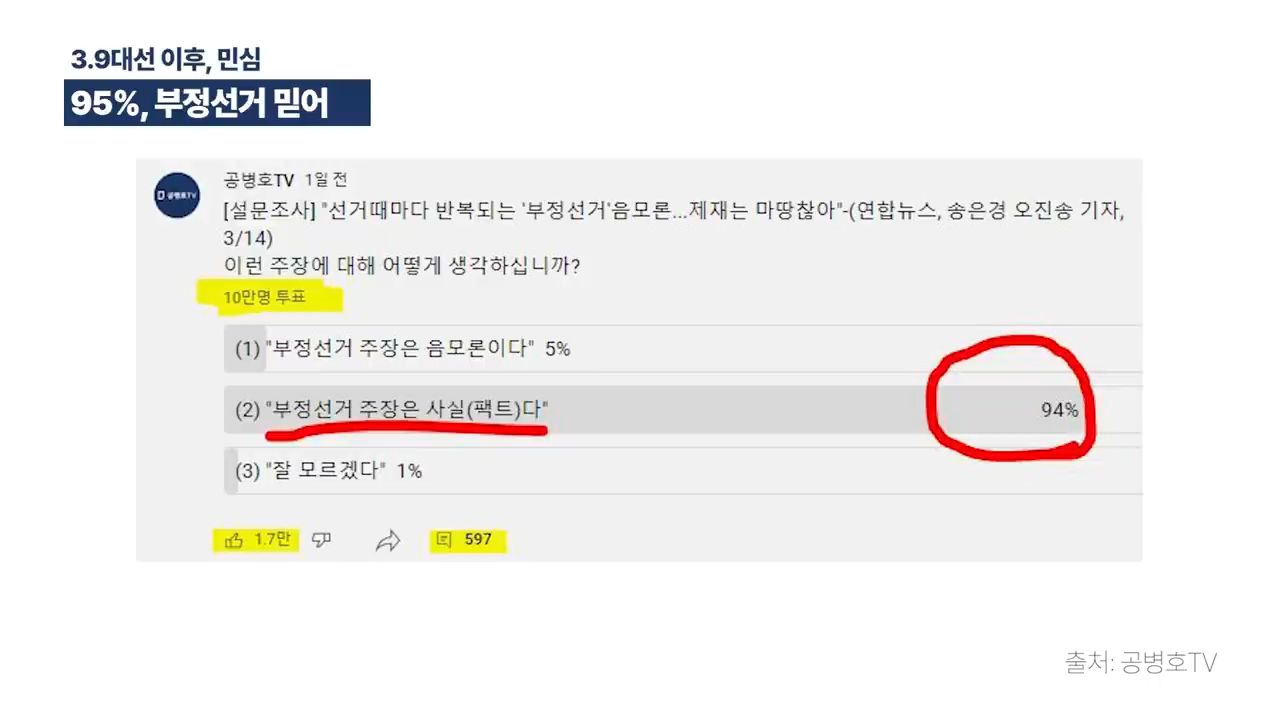 3.9대선 이후, 민심
95%, 부정선거 믿어
공병호TV 1일 전
공병호TV
[설문조사] "선거때마다 반복되는 '부정선거'음모론...제재는 마땅찮아"-(연합뉴스, 송은경 오진송 기자,
3/14)
이런 주장에 대해 어떻게 생각하십니까?
10만명 투표
(1) "부정선거 주장은 음모론이다" 5%
(2) "부정선거 주장은 사실(팩트)다" 94%
(3) "잘 모르겠다" 1%
1.7만 597
출처: 공병호TV